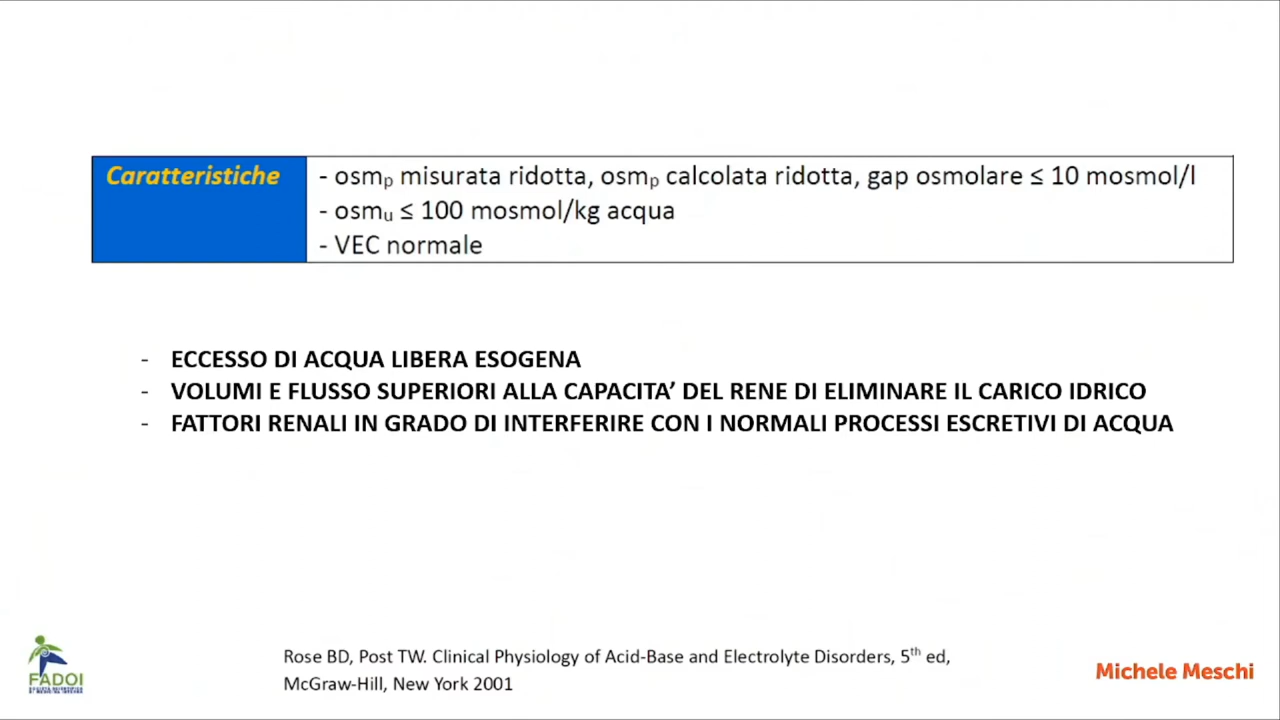 Caratteristiche
- osmp misurata ridotta, osmp calcolata ridotta, gap osmolare ≤ 10 mosmol/l
- osmu ≤ 100 mosmol/kg acqua
- VEC normale
- ECCESSO DI ACQUA LIBERA ESOGENA
- VOLUMI E FLUSSO SUPERIORI ALLA CAPACITA’ DEL RENE DI ELIMINARE IL CARICO IDRICO
- FATTORI RENALI IN GRADO DI INTERFERIRE CON I NORMALI PROCESSI ESCRETIVI DI ACQUA
FADOI
Rose BD, Post TW. Clinical Physiology of Acid-Base and Electrolyte Disorders, 5th ed,
McGraw-Hill, New York 2001
Michele Meschi